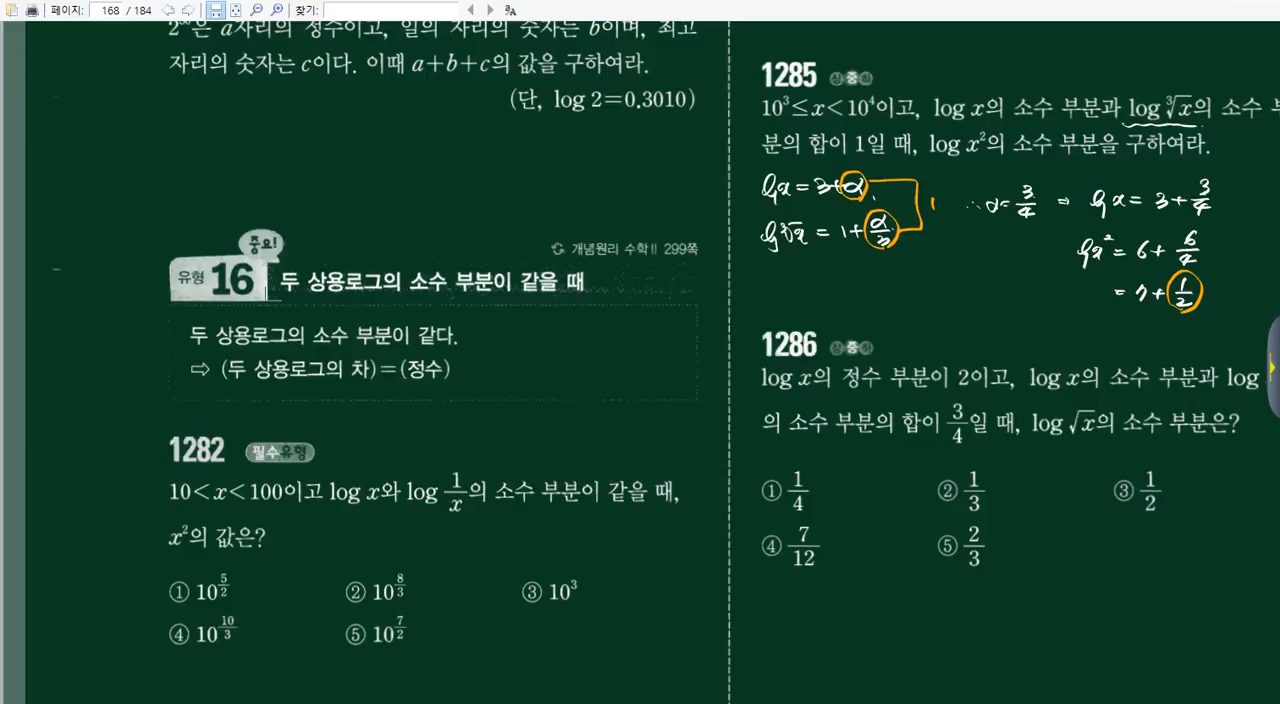 페이지: 168 / 184 찾기:
2 은 a자리의 정수이고, 일의 자리의 숫자는 b이며, 최고
자리의 숫자는 c이다. 이때 a+b+c의 값을 구하여라.
(단, log 2=0.3010)
중요!
개념원리 수학Ⅱ 299쪽
유형 16 두 상용로그의 소수 부분이 같을 때
두 상용로그의 소수 부분이 같다.
⇨ (두 상용로그의 차)=(정수)
1282 필수유형
10<x<100이고 log x와 log 1/x의 소수 부분이 같을 때,
x²의 값은?
① 10^(5/2) ② 10^(8/3) ③ 10³
④ 10^(10/3) ⑤ 10^(7/2)
1285 상 중 하
10³≤x<10⁴이고, log x의 소수 부분과 log ∛x의 소수 부
분의 합이 1일 때, log x²의 소수 부분을 구하여라.
log x = 3+α ∴ α = 3/4 ⇒ log x = 3 + 3/4
log ∛x = 1 + α/3 1
log x² = 6 + 6/4
= 7 + 1/2
1286 상 중 하
log x의 정수 부분이 2이고, log x의 소수 부분과 log
의 소수 부분의 합이 3/4일 때, log √x의 소수 부분은?
① 1/4 ② 1/3 ③ 1/2
④ 7/12 ⑤ 2/3